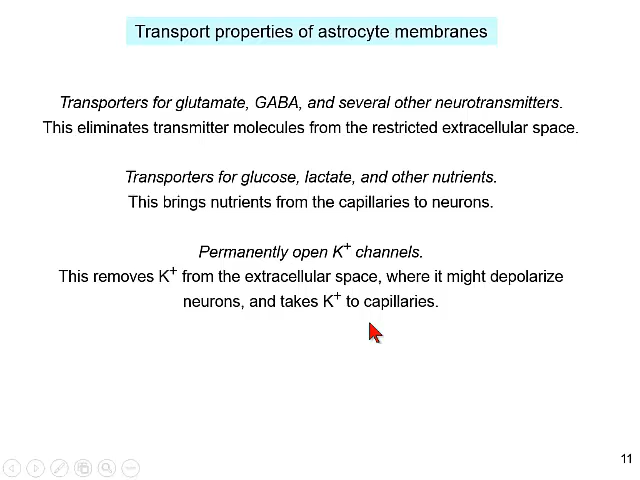 Transport properties of astrocyte membranes
Transporters for glutamate, GABA, and several other neurotransmitters.
This eliminates transmitter molecules from the restricted extracellular space.
Transporters for glucose, lactate, and other nutrients.
This brings nutrients from the capillaries to neurons.
Permanently open K⁺ channels.
This removes K⁺ from the extracellular space, where it might depolarize
neurons, and takes K⁺ to capillaries.
11